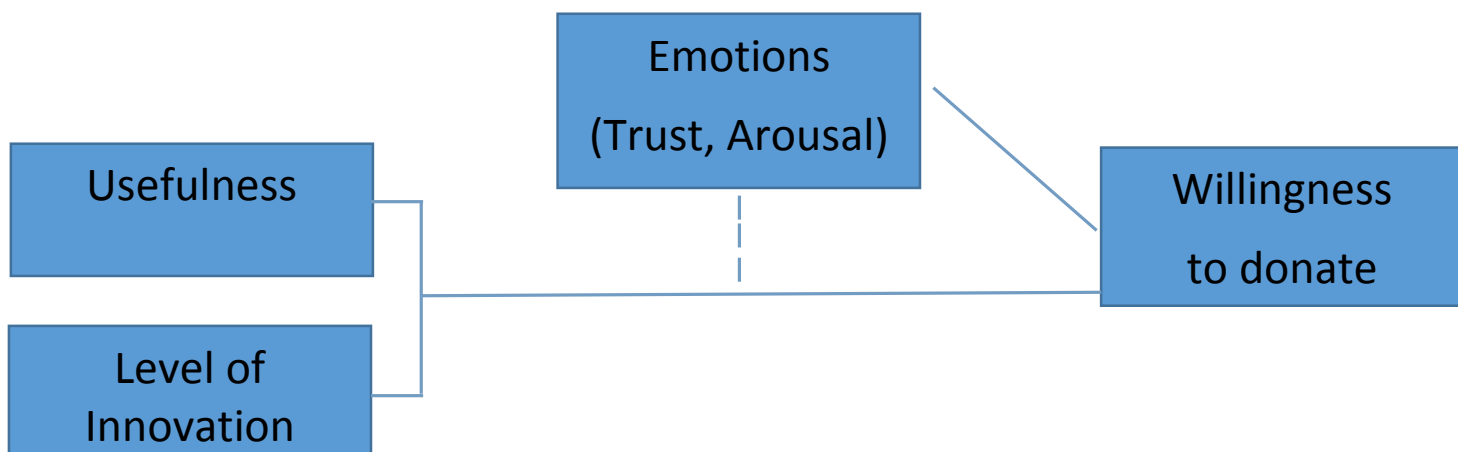 Emotions
(Trust, Arousal)
Usefulness
Willingness
to donate
Level of
Innovation